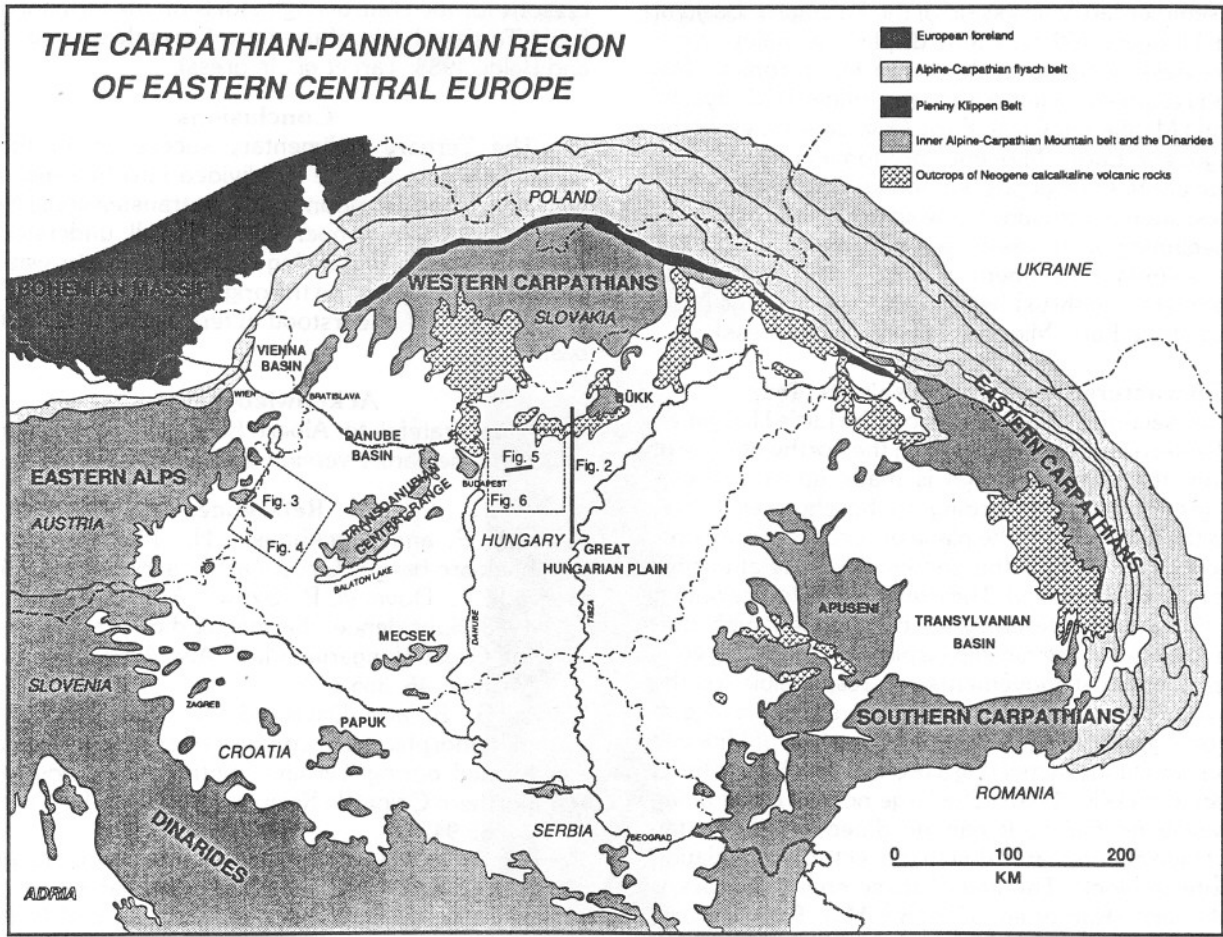 THE CARPATHIAN-PANNONIAN REGION
OF EASTERN CENTRAL EUROPE
European foreland
Alpine-Carpathian flysch belt
Pieniny Klippen Belt
Inner Alpine-Carpathian Mountain belt and the Dinarides
Outcrops of Neogene calcalkaline volcanic rocks
POLAND
UKRAINE
BOHEMIAN MASSIF
WESTERN CARPATHIANS
SLOVAKIA
VIENNA
BASIN
WIEN
BRATISLAVA
BÜKK
EASTERN CARPATHIANS
DANUBE
BASIN
EASTERN ALPS
Fig. 5
Fig. 2
BUDAPEST
Fig. 3
Fig. 6
TRANSDANUBIAN
CENTRAL RANGE
AUSTRIA
HUNGARY
Fig. 4
GREAT
HUNGARIAN PLAIN
BALATON LAKE
APUSENI
TRANSYLVANIAN
BASIN
DANUBE
TISZA
MECSEK
SLOVENIA
ZAGREB
PAPUK
SOUTHERN CARPATHIANS
CROATIA
ROMANIA
DINARIDES
SERBIA
BEOGRAD
0 100 200
KM
ADRIA